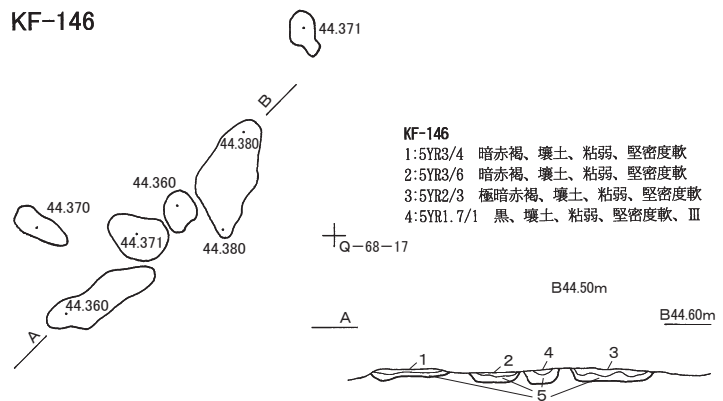 KF-146
44.371
B
44.380
44.360
44.370
44.371
44.380
44.360
A
Q-68-17
KF-146
1:5YR3/4 暗赤褐、壤土、粘弱、堅密度軟
2:5YR3/6 暗赤褐、壤土、粘弱、堅密度軟
3:5YR2/3 極暗赤褐、壤土、粘弱、堅密度軟
4:5YR1.7/1 黒、壤土、粘弱、堅密度軟、Ⅲ
B44.50m
A
B44.60m
1
2
4
3
5